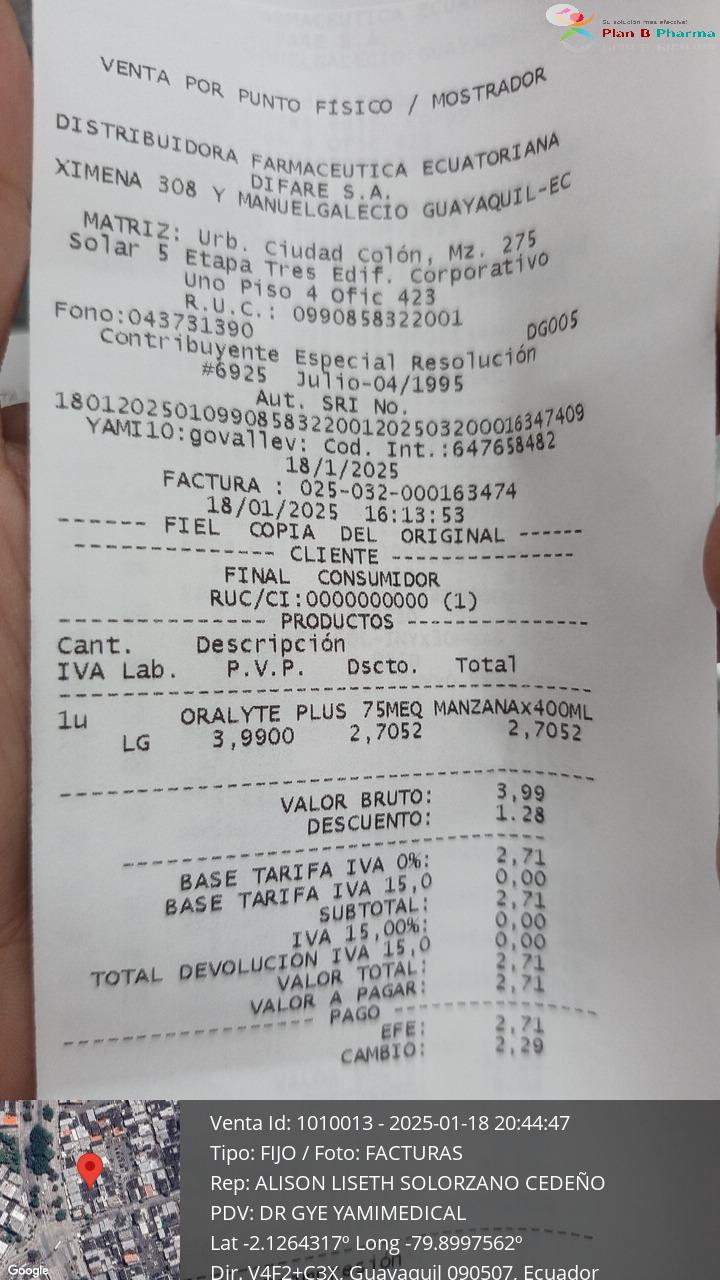 Su solución más efectiva!
Plan B Pharma
VENTA POR PUNTO FÍSICO / MOSTRADOR
DISTRIBUIDORA FARMACEUTICA ECUATORIANA
DIFARE S.A.
XIMENA 308 Y MANUELGALECIO GUAYAQUIL-EC
MATRIZ: Urb. Ciudad Colón, Mz. 275
Solar 5 Etapa Tres Edif. Corporativo
Uno Piso 4 Ofic 423
R.U.C.: 0990858322001
Fono:043731390 DG005
Contribuyente Especial Resolución
#6925 Julio-04/1995
Aut. SRI No.
18012025010990858322001202503200016347409
YAMI10:govallev: Cod. Int.:647658482
18/1/2025
FACTURA : 025-032-000163474
18/01/2025 16:13:53
------ FIEL COPIA DEL ORIGINAL ------
-------------- CLIENTE ---------------
FINAL CONSUMIDOR
RUC/CI:0000000000 (1)
-------------- PRODUCTOS ---------------
Cant. Descripción
IVA Lab. P.V.P. Dscto. Total
1u ORALYTE PLUS 75MEQ MANZANAx400ML
LG 3,9900 2,7052 2,7052
VALOR BRUTO: 3,99
DESCUENTO: 1.28
BASE TARIFA IVA 0%: 2,71
BASE TARIFA IVA 15,0 0,00
SUBTOTAL: 2,71
IVA 15,00%: 0,00
TOTAL DEVOLUCIÓN IVA 15,0 0,00
VALOR TOTAL: 2,71
VALOR A PAGAR: 2,71
------------------- PAGO ---------------
EFE: 2,71
CAMBIO: 2,29
Venta Id: 1010013 - 2025-01-18 20:44:47
Tipo: FIJO / Foto: FACTURAS
Rep: ALISON LISETH SOLORZANO CEDEÑO
PDV: DR GYE YAMIMEDICAL
Lat -2.1264317º Long -79.8997562º
Dir. V4F2+C3X, Guayaquil 090507, Ecuador
Google